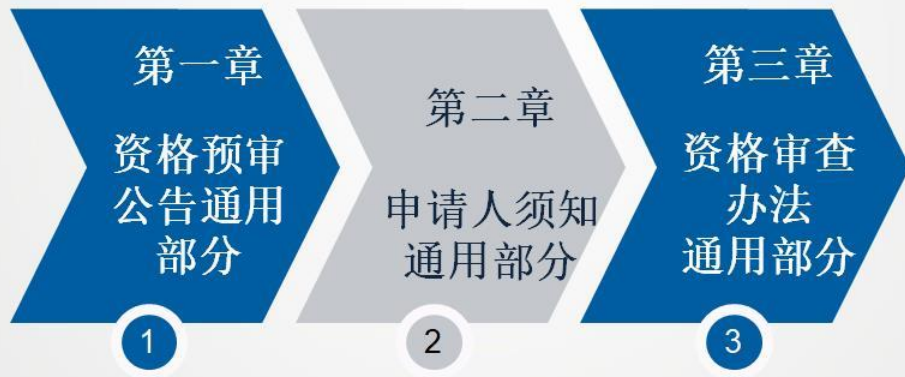 第一章
资格预审
公告通用
部分
1
第二章
申请人须知
通用部分
2
第三章
资格审查
办法
通用部分
3